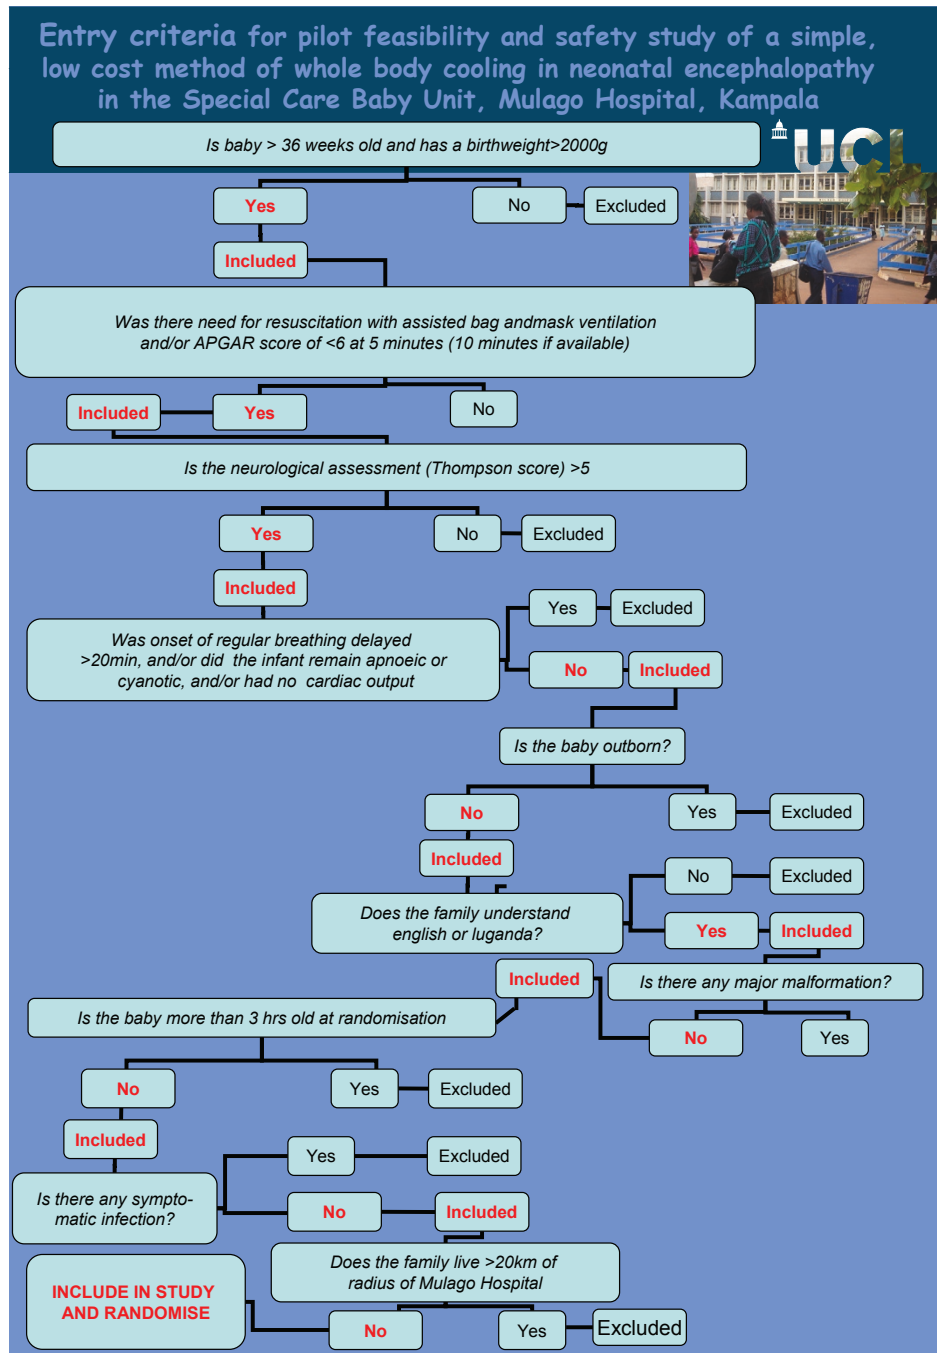 Entry criteria for pilot feasibility and safety study of a simple,
low cost method of whole body cooling in neonatal encephalopathy
in the Special Care Baby Unit, Mulago Hospital, Kampala
UCL
Is baby > 36 weeks old and has a birthweight>2000g
Yes
No
Excluded
Included
Was there need for resuscitation with assisted bag andmask ventilation
and/or APGAR score of <6 at 5 minutes (10 minutes if available)
Included
Yes
No
Is the neurological assessment (Thompson score) >5
Yes
No
Excluded
Included
Was onset of regular breathing delayed
>20min, and/or did the infant remain apnoeic or
cyanotic, and/or had no cardiac output
Yes
Excluded
No
Included
Is the baby outborn?
No
Yes
Excluded
Included
Does the family understand
english or luganda?
No
Excluded
Yes
Included
Is there any major malformation?
No
Yes
Included
Is the baby more than 3 hrs old at randomisation
No
Yes
Excluded
Included
Is there any sympto-
matic infection?
Yes
Excluded
No
Included
Does the family live >20km of
radius of Mulago Hospital
No
Yes
Excluded
INCLUDE IN STUDY
AND RANDOMISE